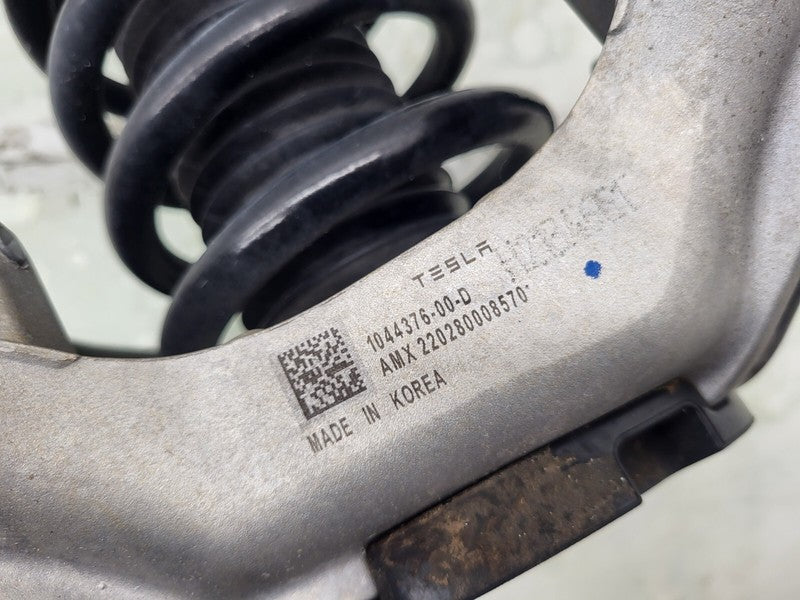 TESLA
1044376-00-D
AMX 220280008570*
MADE IN KOREA